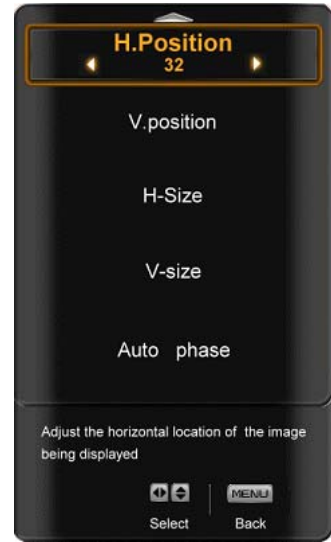 H.Position
32
V.position
H-Size
V-size
Auto phase
Adjust the horizontal location of the image
being displayed
MENU
Select Back